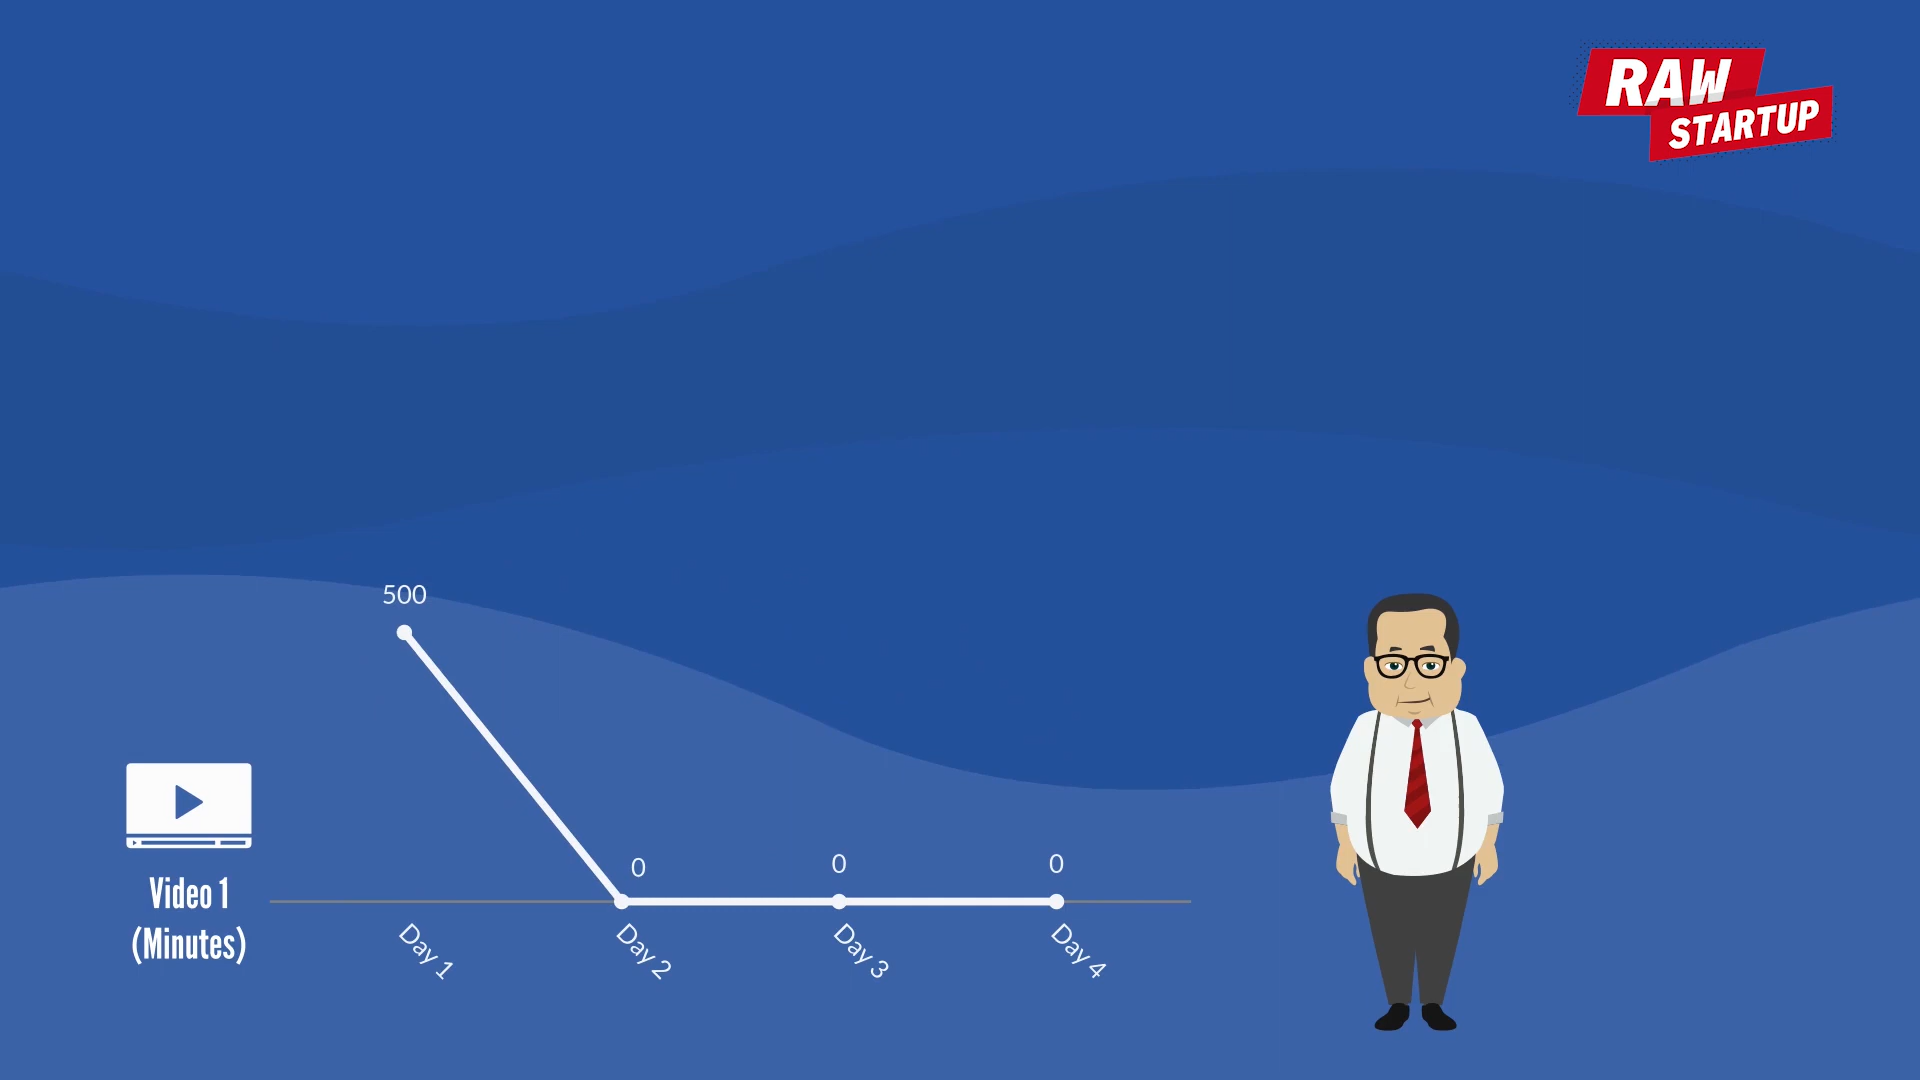 RAW
STARTUP
500
0
0
0
Video 1
(Minutes)
Day 1
Day 2
Day 3
Day 4